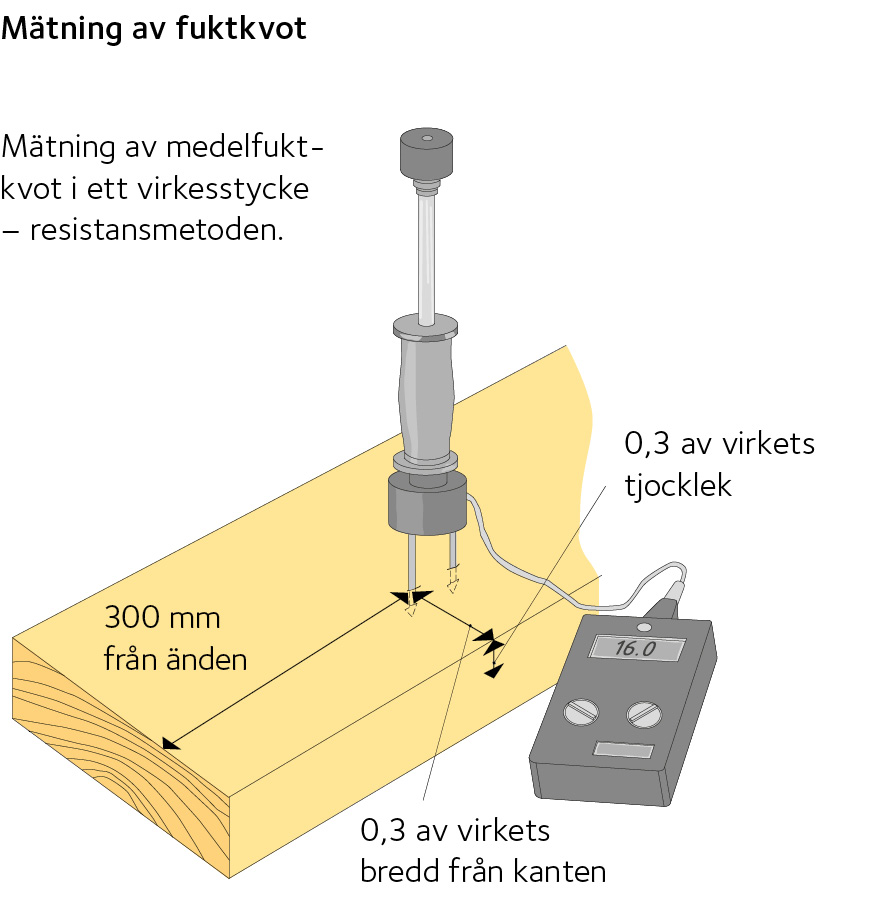 Mätning av fuktkvot
Mätning av medelfukt-
kvot i ett virkesstycke
– resistansmetoden.
0,3 av virkets
tjocklek
300 mm
från änden
16.0
0,3 av virkets
bredd från kanten